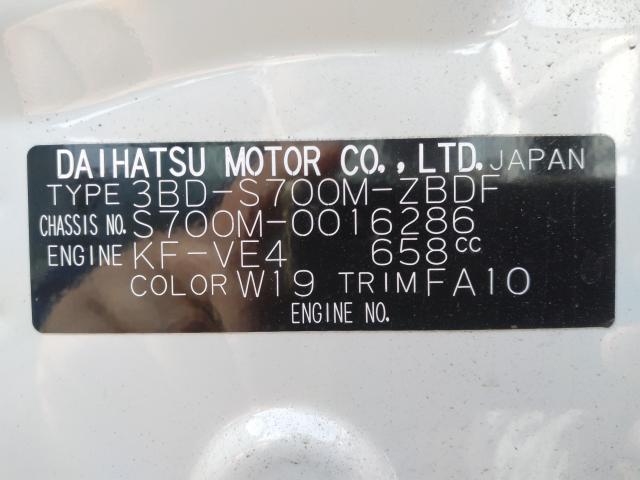 DAIHATSU MOTOR CO.,LTD. JAPAN
TYPE 3BD-S700M-ZBDF
CHASSIS NO. S700M-0016286
ENGINE KF-VE4 658cc
COLOR W19 TRIM FA10
ENGINE NO.